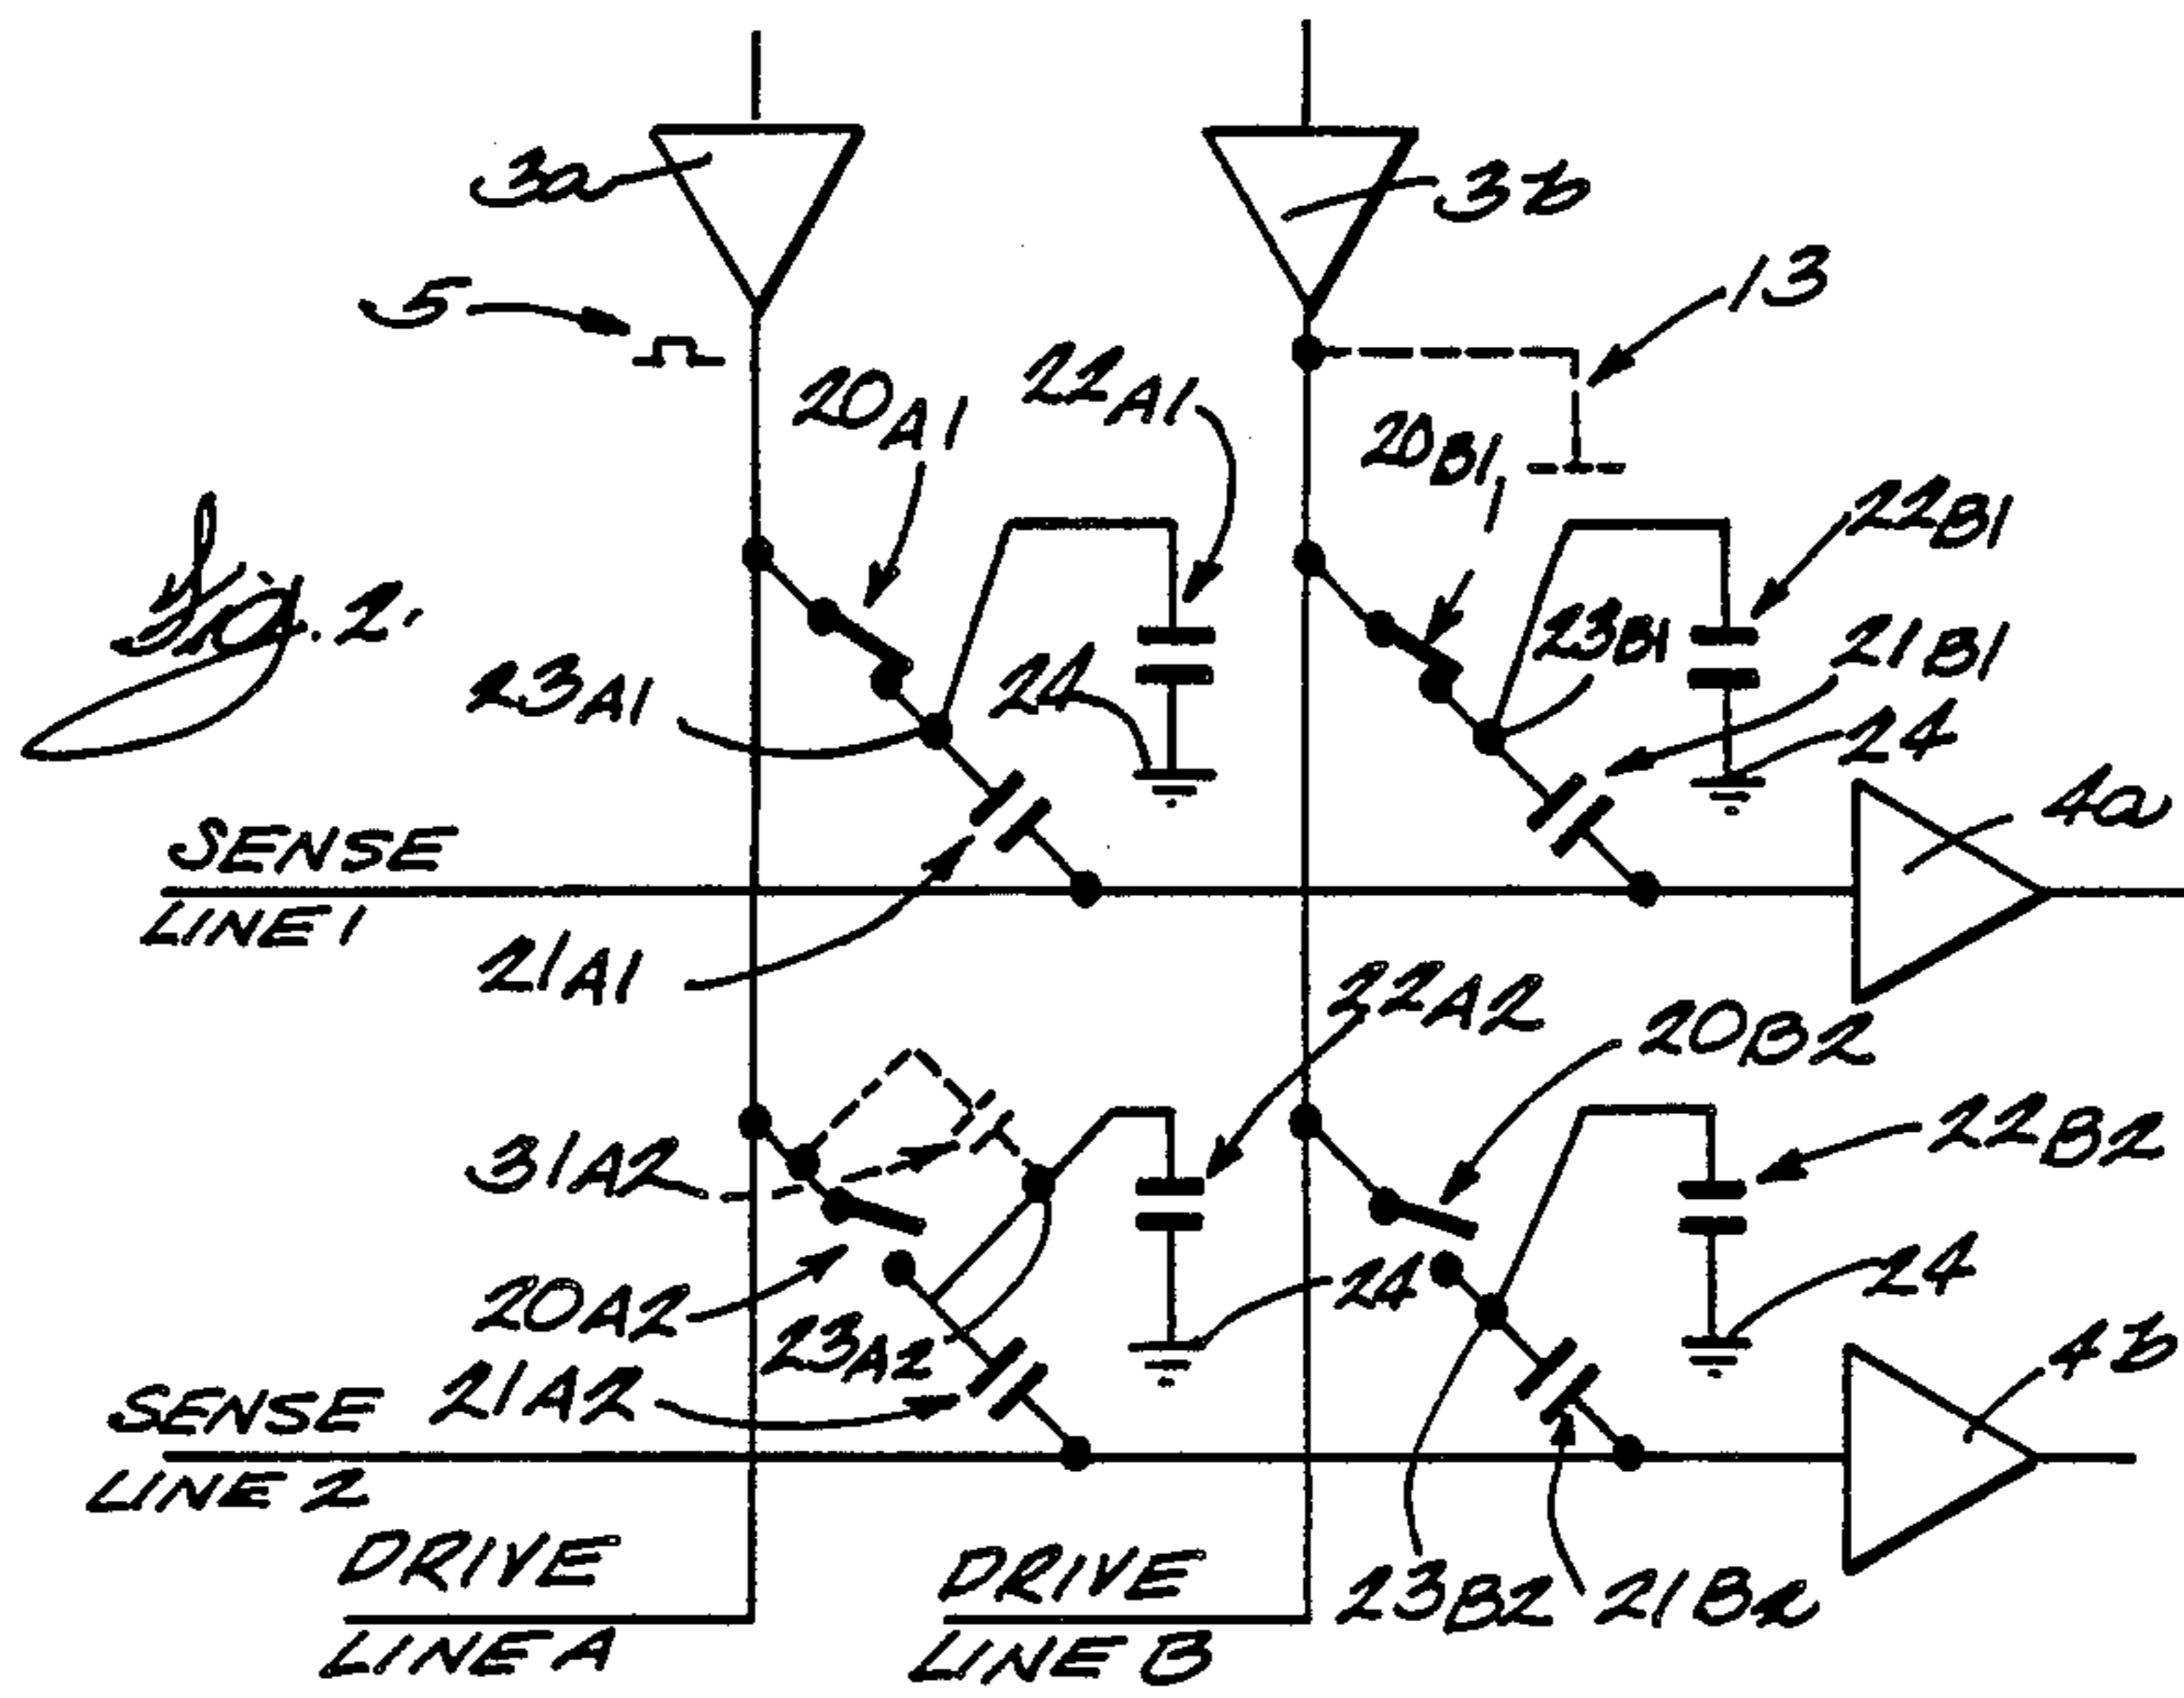 3a
3b
5
13
20A1
22A1
20B1
22B1
Fig. 2.
23A1
24
23B1
21B1
24
4a
SENSE
LINE 1
21A1
22A2
20B2
31A2
22B2
20A2
23A2
24
24
4b
21A2
SENSE
LINE 2
23B2
21B2
DRIVE
LINE A
DRIVE
LINE B